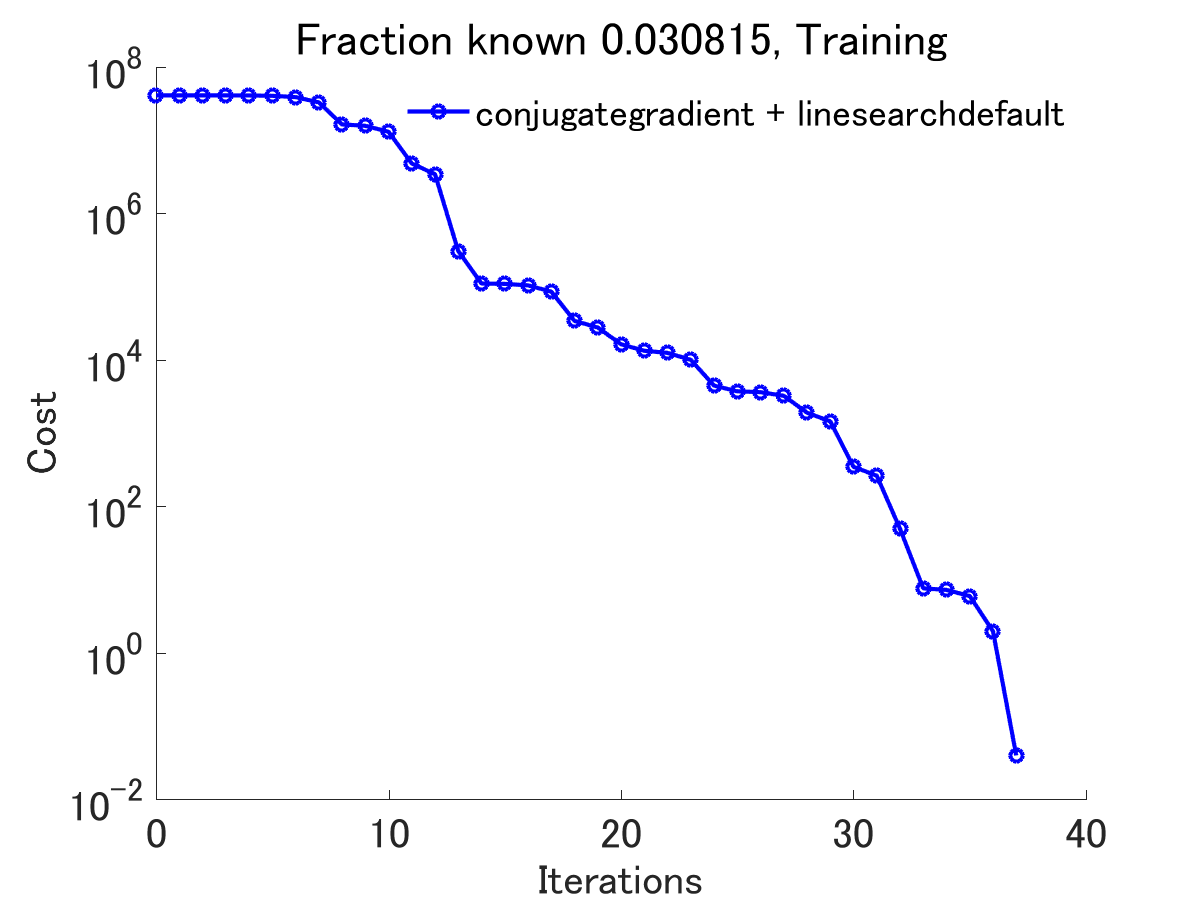 Fraction known 0.030815, Training
conjugategradient + linesearchdefault
10^8
10^6
10^4
10^2
10^0
10^-2
Cost
0 10 20 30 40
Iterations